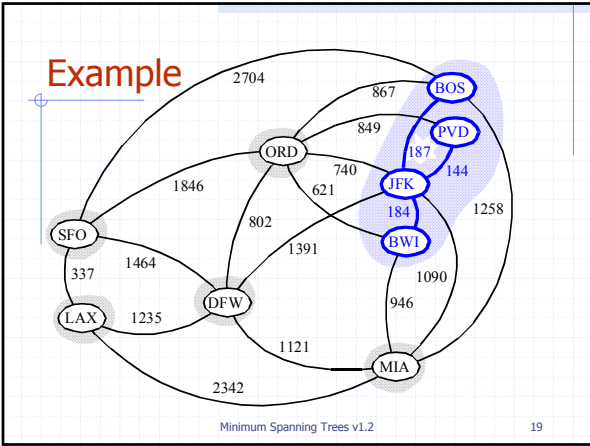 Example
2704
867
BOS
849
PVD
187
ORD
740
144
JFK
1846
621
184
1258
802
SFO
1391
BWI
1464
1090
337
DFW
946
LAX
1235
1121
MIA
2342
Minimum Spanning Trees v1.2
19